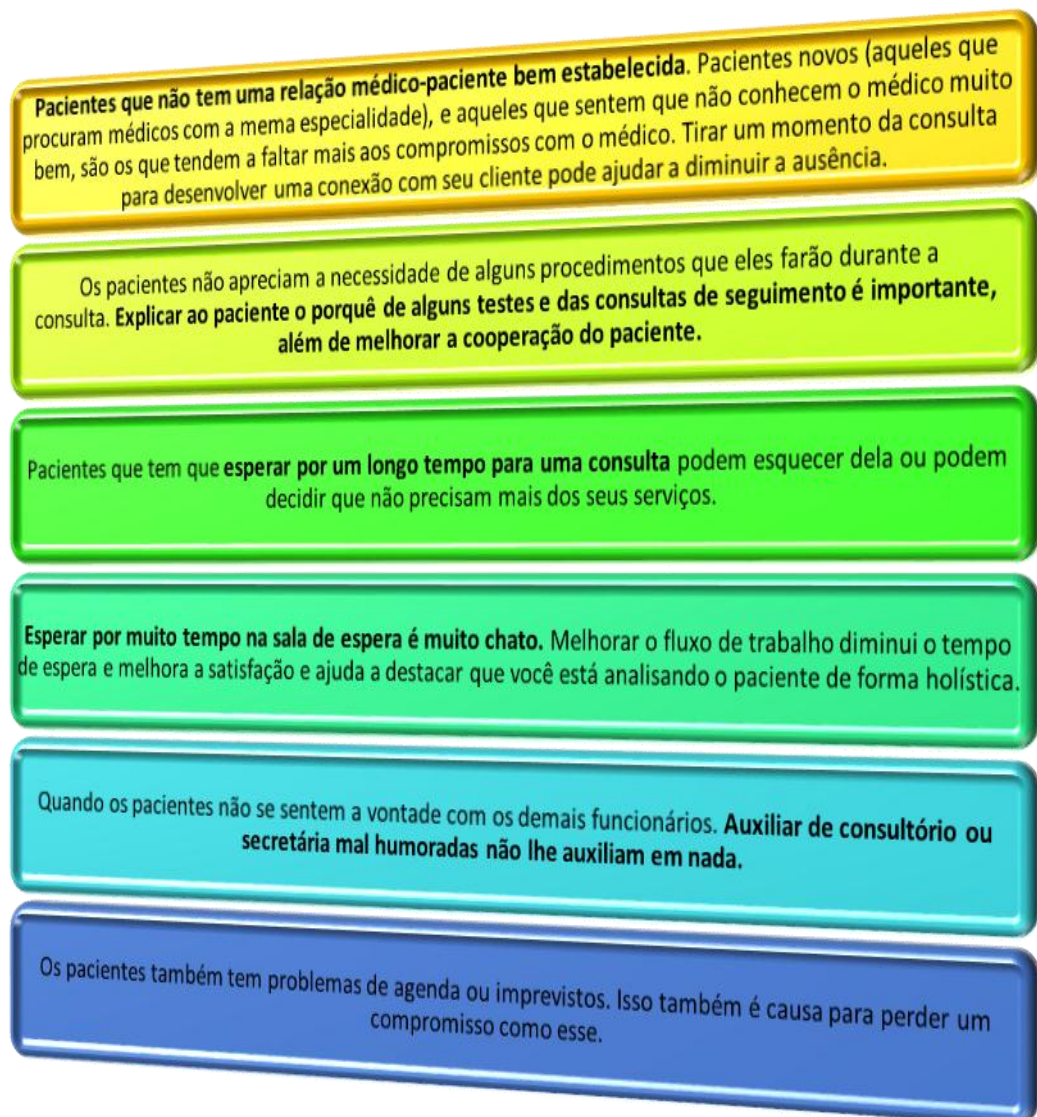 Pacientes que não tem uma relação médico-paciente bem estabelecida. Pacientes novos (aqueles que
procuram médicos com a mema especialidade), e aqueles que sentem que não conhecem o médico muito
bem, são os que tendem a faltar mais aos compromissos com o médico. Tirar um momento da consulta
para desenvolver uma conexão com seu cliente pode ajudar a diminuir a ausência.
Os pacientes não apreciam a necessidade de alguns procedimentos que eles farão durante a
consulta. Explicar ao paciente o porquê de alguns testes e das consultas de seguimento é importante,
além de melhorar a cooperação do paciente.
Pacientes que tem que esperar por um longo tempo para uma consulta podem esquecer dela ou podem
decidir que não precisam mais dos seus serviços.
Esperar por muito tempo na sala de espera é muito chato. Melhorar o fluxo de trabalho diminui o tempo
de espera e melhora a satisfação e ajuda a destacar que você está analisando o paciente de forma holística.
Quando os pacientes não se sentem a vontade com os demais funcionários. Auxiliar de consultório ou
secretária mal humoradas não lhe auxiliam em nada.
Os pacientes também tem problemas de agenda ou imprevistos. Isso também é causa para perder um
compromisso como esse.